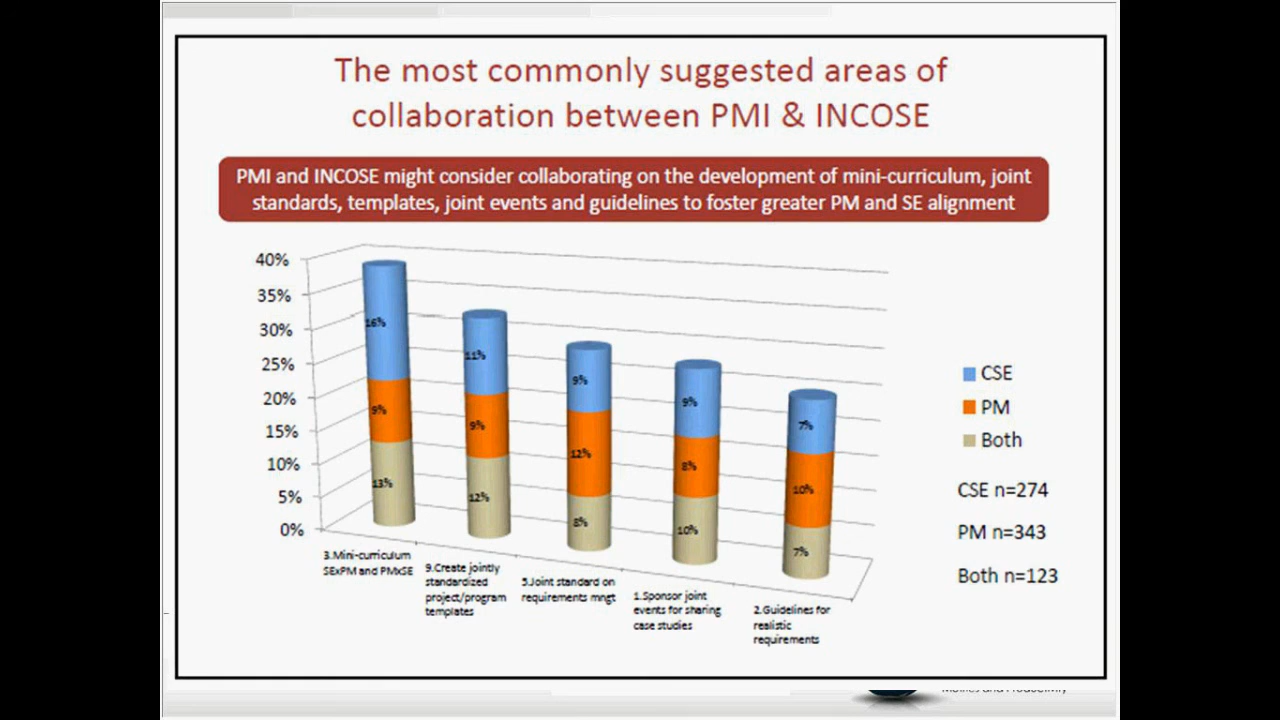 The most commonly suggested areas of
collaboration between PMI & INCOSE
PMI and INCOSE might consider collaborating on the development of mini-curriculum, joint
standards, templates, joint events and guidelines to foster greater PM and SE alignment
40%
35%
30%
25%
20%
15%
10%
5%
0%
16%
9%
13%
11%
9%
12%
9%
12%
8%
9%
8%
10%
7%
10%
7%
3.Mini-curriculum
SExPM and PMxSE
9.Create jointly
standardized
project/program
templates
5.Joint standard on
requirements mngt
1.Sponsor joint
events for sharing
case studies
2.Guidelines for
realistic
requirements
CSE
PM
Both
CSE n=274
PM n=343
Both n=123